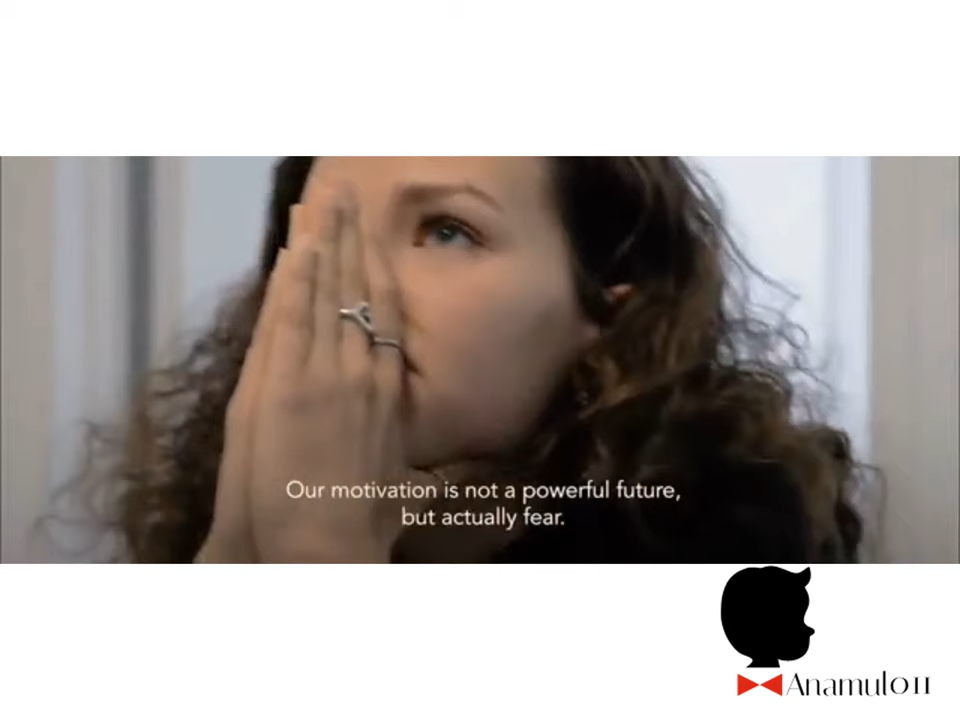 Our motivation is not a powerful future,
but actually fear.
Anamul011